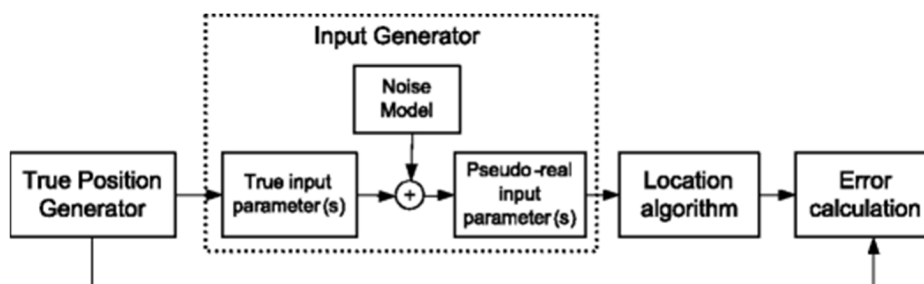 Input Generator
Noise
Model
True Position
Generator
True input
parameter(s)
+
Pseudo-real
input
parameter(s)
Location
algorithm
Error
calculation